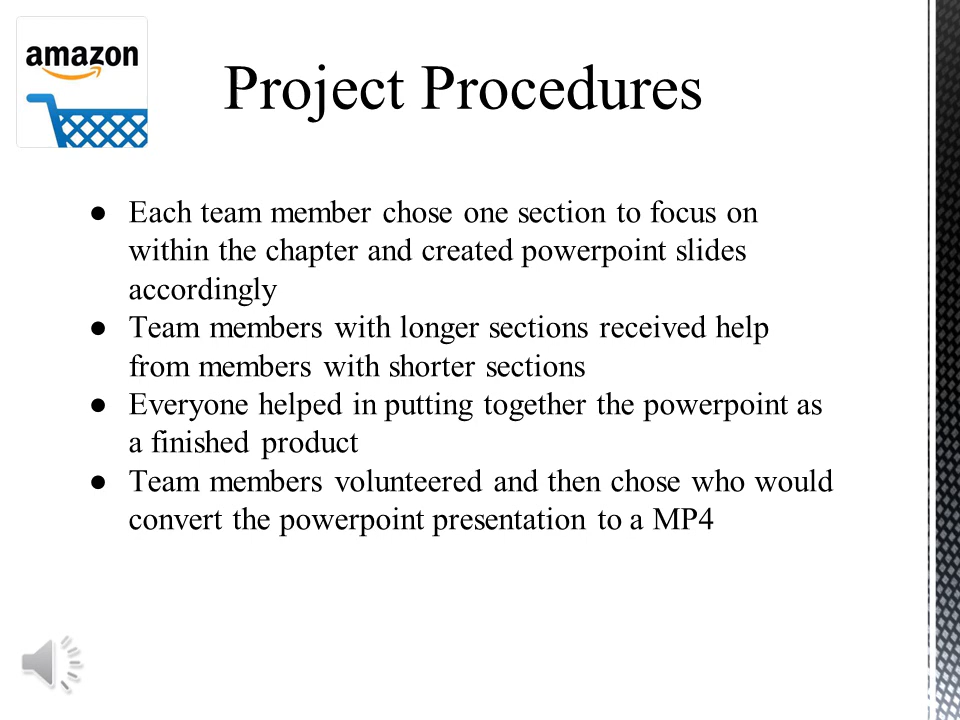 amazon
Project Procedures
● Each team member chose one section to focus on
within the chapter and created powerpoint slides
accordingly
● Team members with longer sections received help
from members with shorter sections
● Everyone helped in putting together the powerpoint as
a finished product
● Team members volunteered and then chose who would
convert the powerpoint presentation to a MP4